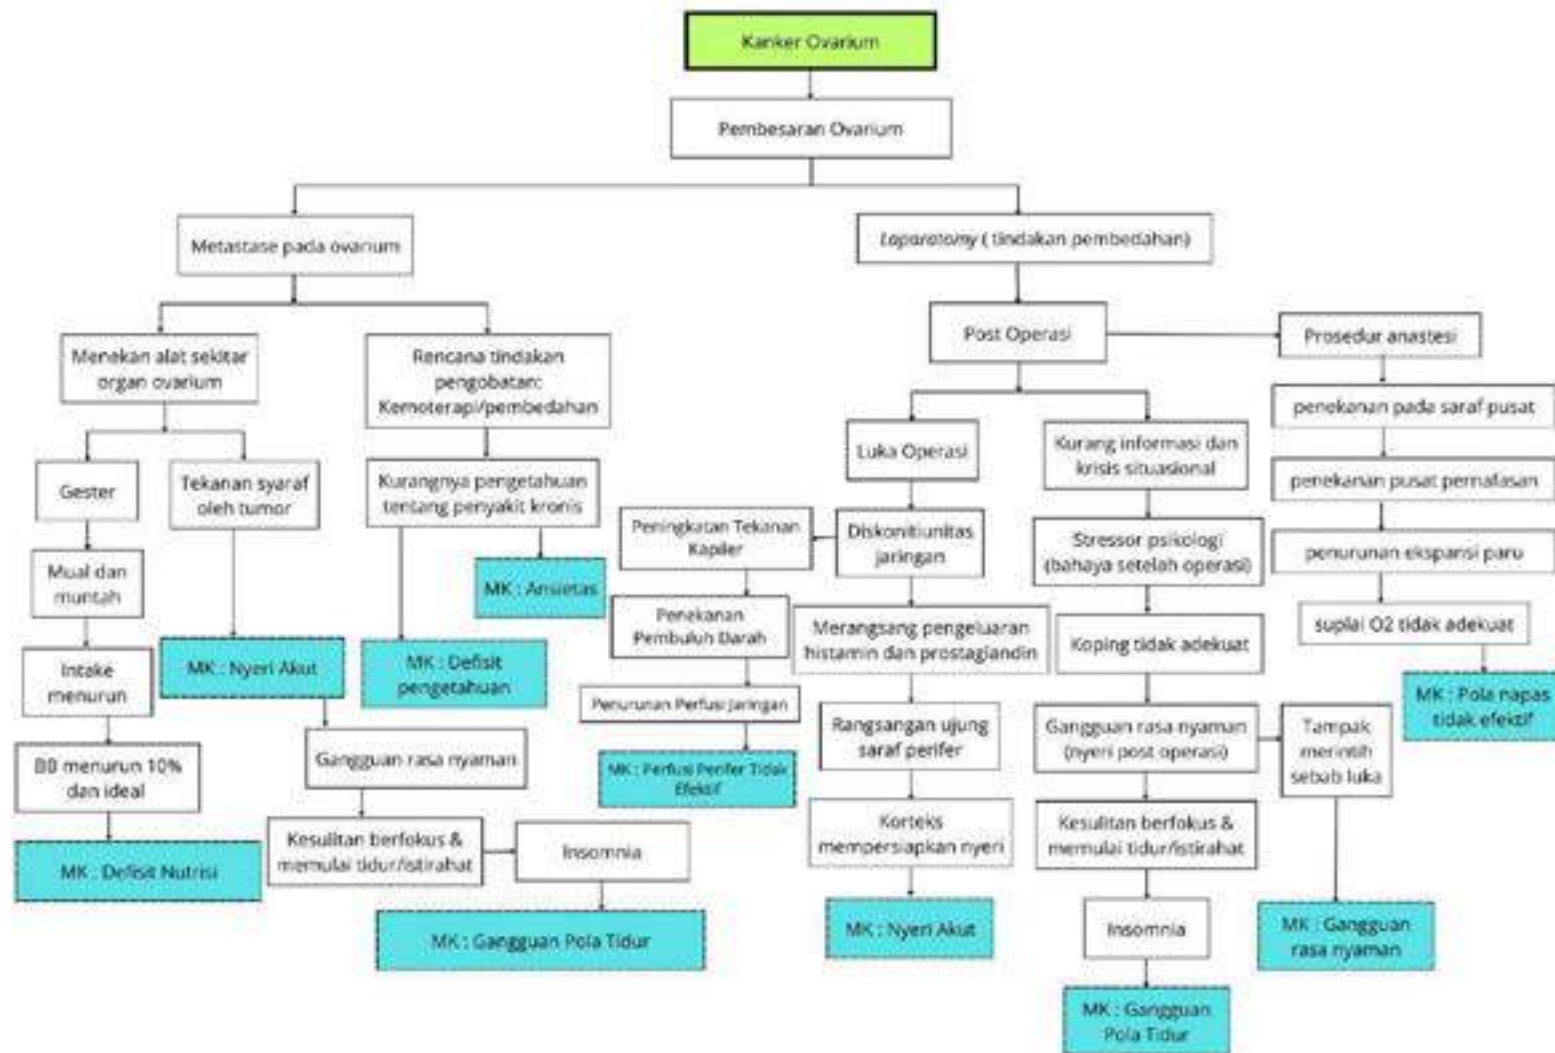 Kanker Ovarium
Pembesaran Ovarium
Metastase pada ovarium
Laparatomy ( tindakan pembedahan)
Menekan alat sekitar
organ ovarium
Rencana tindakan
pengobatan:
Kemoterapi/pembedahan
Post Operasi
Prosedur anastesi
Gester
Tekanan syaraf
oleh tumor
Kurangnya pengetahuan
tentang penyakit kronis
Luka Operasi
Kurang informasi dan
krisis situasional
penekanan pada saraf pusat
penekanan pusat pernafasan
Mual dan
muntah
MK : Ansietas
Peningkatan Tekanan
Kapiler
Diskonitiunitas
jaringan
Stressor psikologi
(bahaya setelah operasi)
penurunan ekspansi paru
Intake
menurun
MK : Nyeri Akut
MK : Defisit
pengetahuan
Penekanan
Pembuluh Darah
Merangsang pengeluaran
histamin dan prostagiandin
Koping tidak adekuat
suplai O2 tidak adekuat
MK : Pola napas
tidak efektif
BB menurun 10%
dan ideal
Gangguan rasa nyaman
Penurunan Perfusi Jaringan
Rangsangan ujung
saraf perifer
Gangguan rasa nyaman
(nyeri post operasi)
Tampak
merintih
sebab luka
MK : Perfusi Perifer Tidak
Efektif
MK : Defisit Nutrisi
Kesulitan berfokus &
memulai tidur/istirahat
Insomnia
Korteks
mempersiapkan nyeri
Kesulitan berfokus &
memulai tidur/istirahat
MK : Gangguan Pola Tidur
MK : Nyeri Akut
Insomnia
MK : Gangguan
rasa nyaman
MK : Gangguan
Pola Tidur